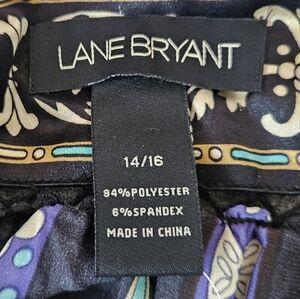 LANE BRYANT
14/16
94%POLYESTER
6%SPANDEX
MADE IN CHINA